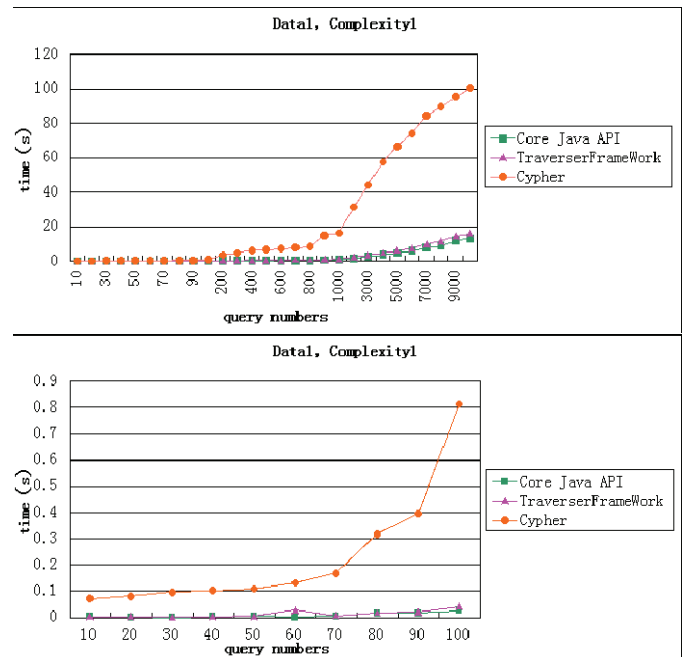 Data1, Complexity1
120
100
80
60
40
20
0
time (s)
10 30 50 70 90 200 400 600 800 1000 3000 5000 7000 9000
query numbers
Core Java API
TraverserFrameWork
Cypher
Data1, Complexity1
0.9
0.8
0.7
0.6
0.5
0.4
0.3
0.2
0.1
0
time (s)
10 20 30 40 50 60 70 80 90 100
query numbers
Core Java API
TraverserFrameWork
Cypher